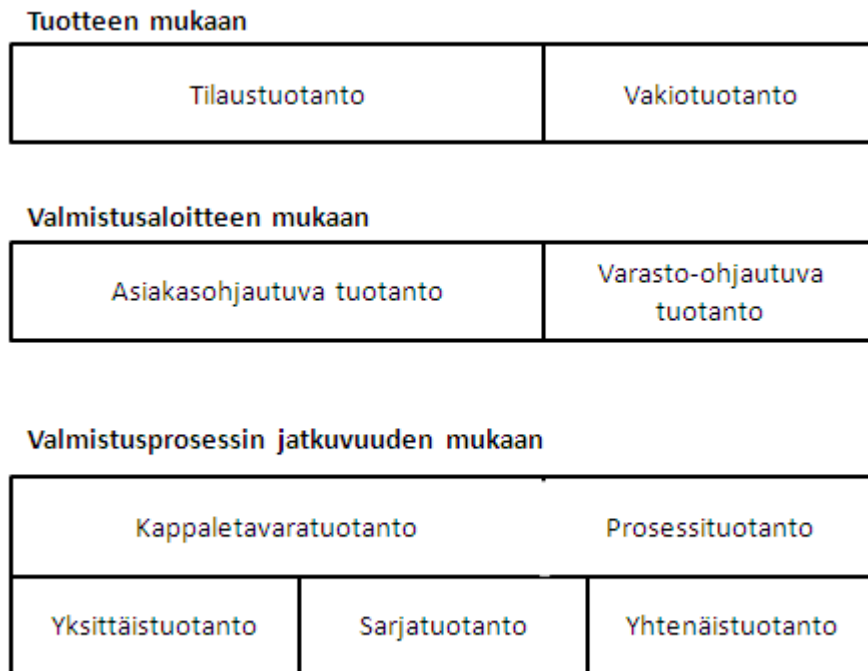 Tuotteen mukaan
Tilaustuotanto
Vakiotuotanto
Valmistusaloitteen mukaan
Asiakasohjautuva tuotanto
Varasto-ohjautuva
tuotanto
Valmistusprosessin jatkuvuuden mukaan
Kappaletavaratuotanto
Prosessituotanto
Yksittäistuotanto
Sarjatuotanto
Yhtenäistuotanto